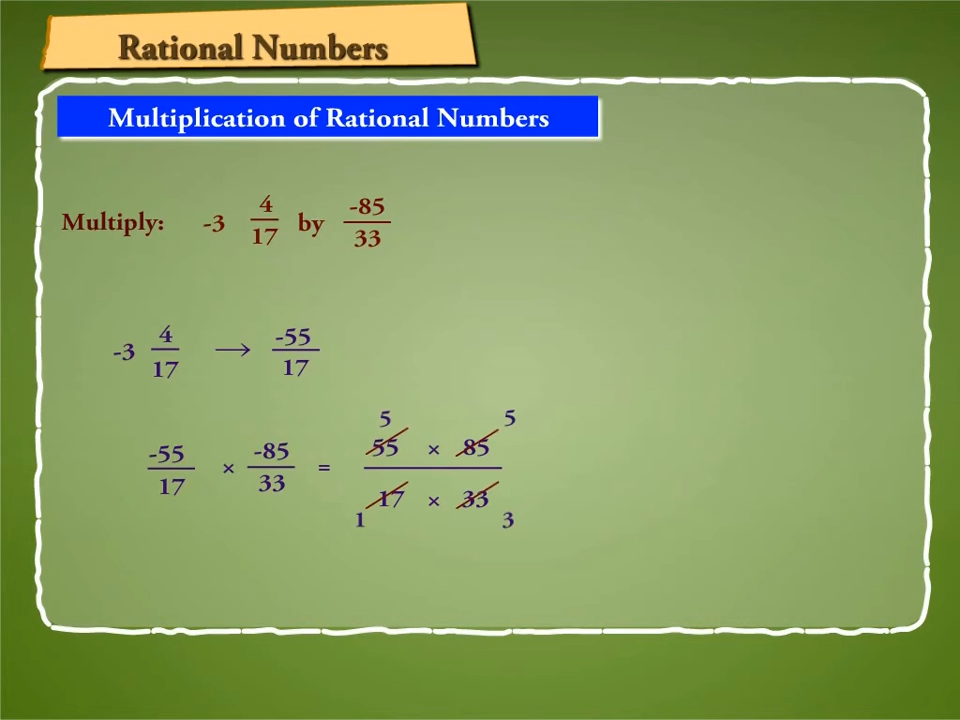 Rational Numbers
Multiplication of Rational Numbers
Multiply: -3 4/17 by -85/33
-3 4/17 → -55/17
5 5
-55/17 × -85/33 = 55 × 85 / 17 × 33
1 3